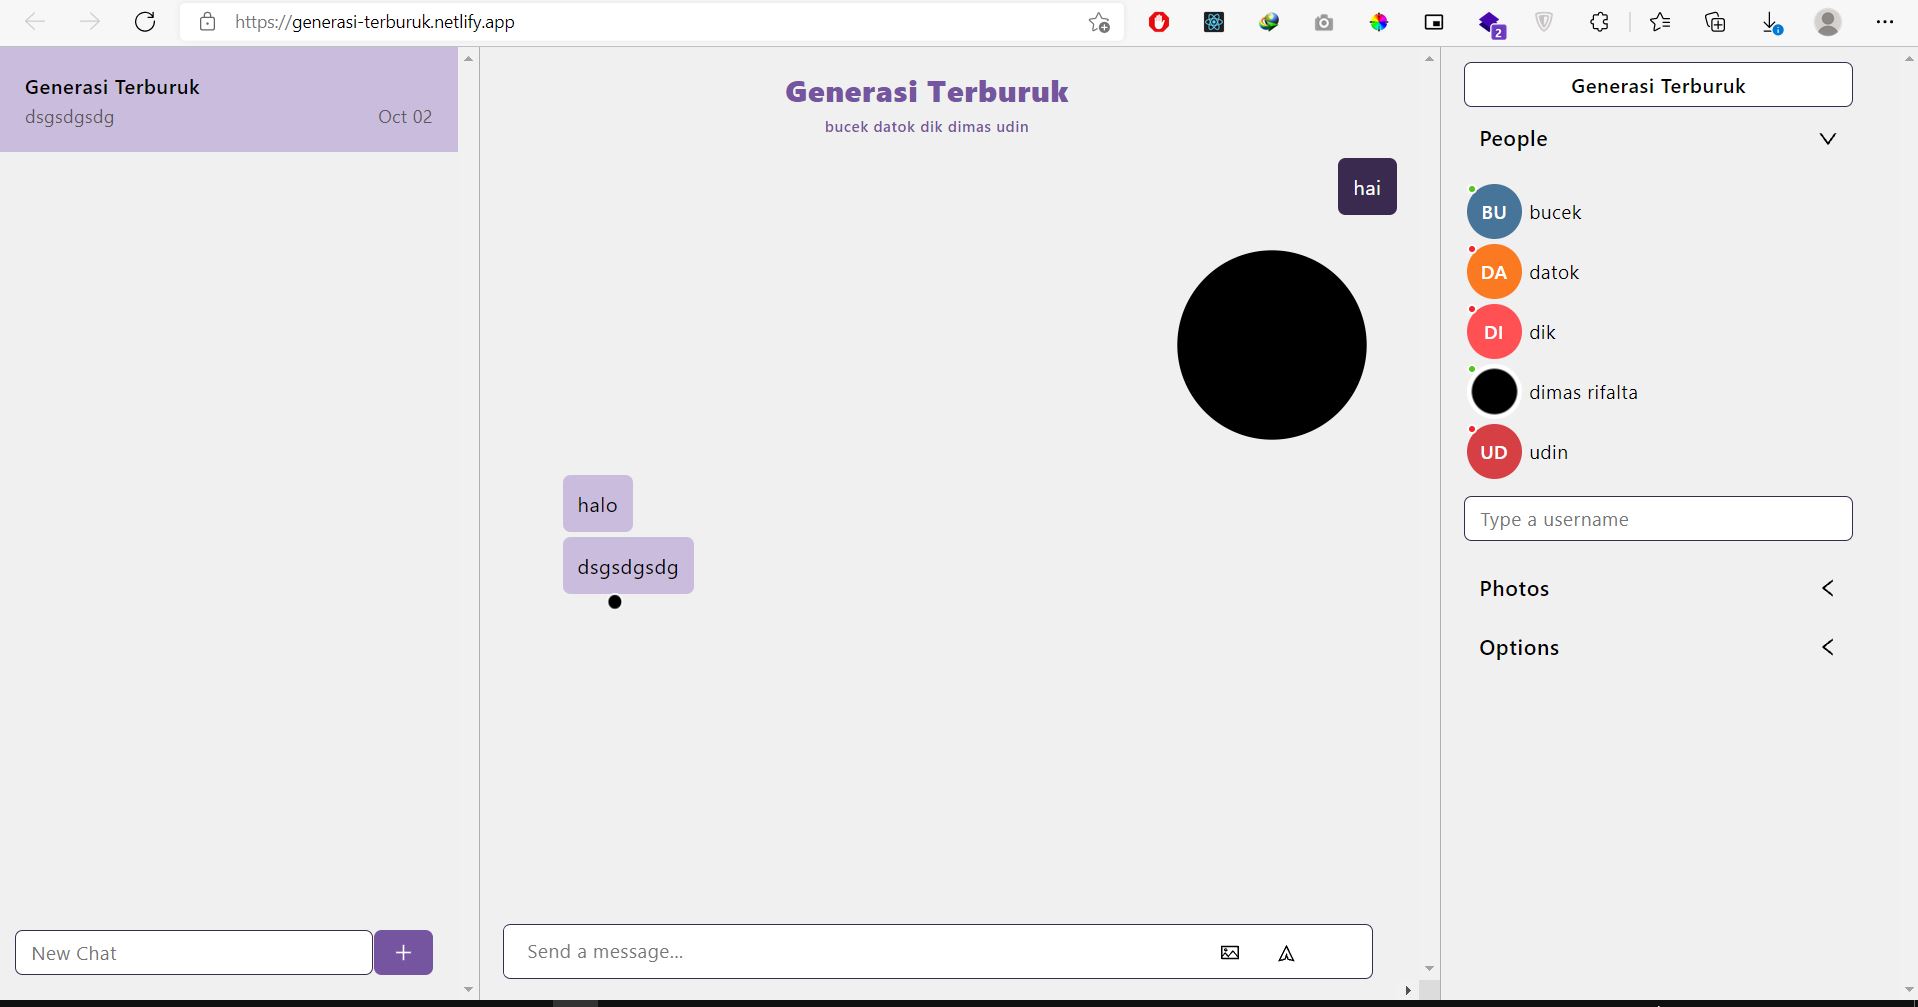 https://generasi-terburuk.netlify.app
2
Generasi Terburuk
dsgsdgsdg Oct 02
New Chat
+
Generasi Terburuk
bucek datok dik dimas udin
hai
halo
dsgsdgsdg
Send a message...
Generasi Terburuk
People
BU bucek
DA datok
DI dik
dimas rifalta
UD udin
Type a username
Photos
Options